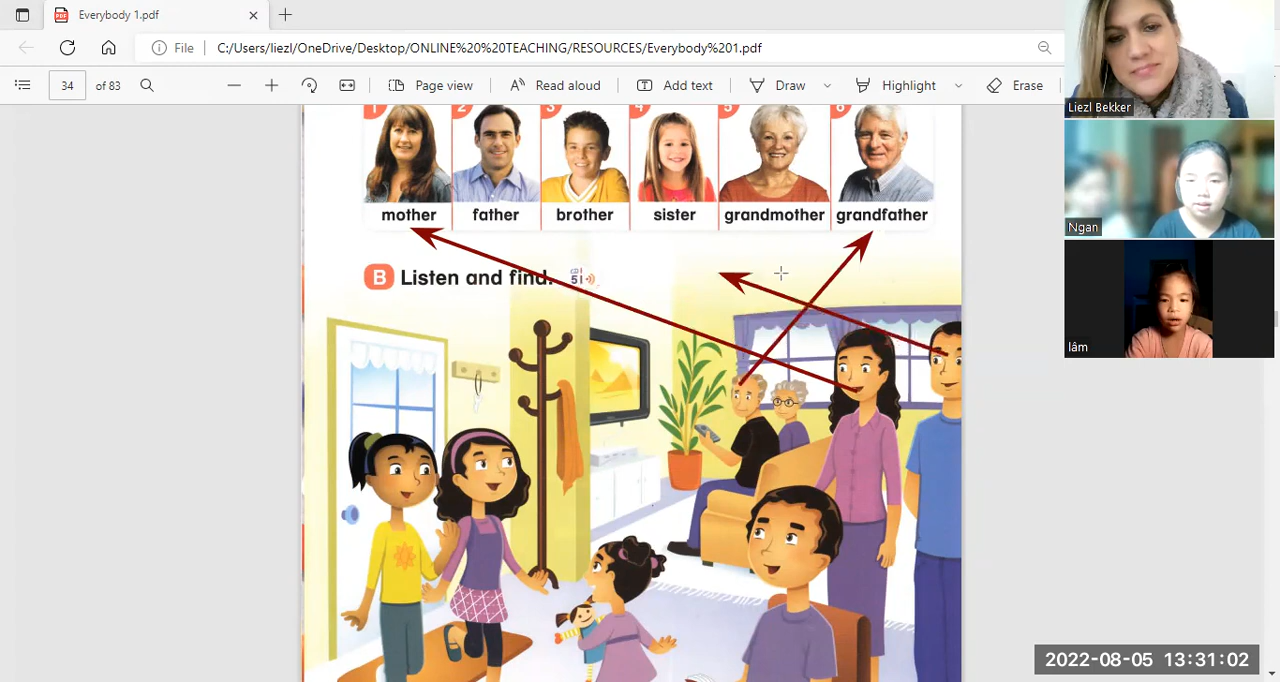 Everybody 1.pdf
File C:/Users/liezl/OneDrive/Desktop/ONLINE%20%20TEACHING/RESOURCES/Everybody%201.pdf
34 of 83 Page view Read aloud Add text Draw Highlight Erase
1 2 3 4 5 6
mother father brother sister grandmother grandfather
B Listen and find. CD1 51
Liezl Bekker
Ngan
lâm
2022-08-05 13:31:02